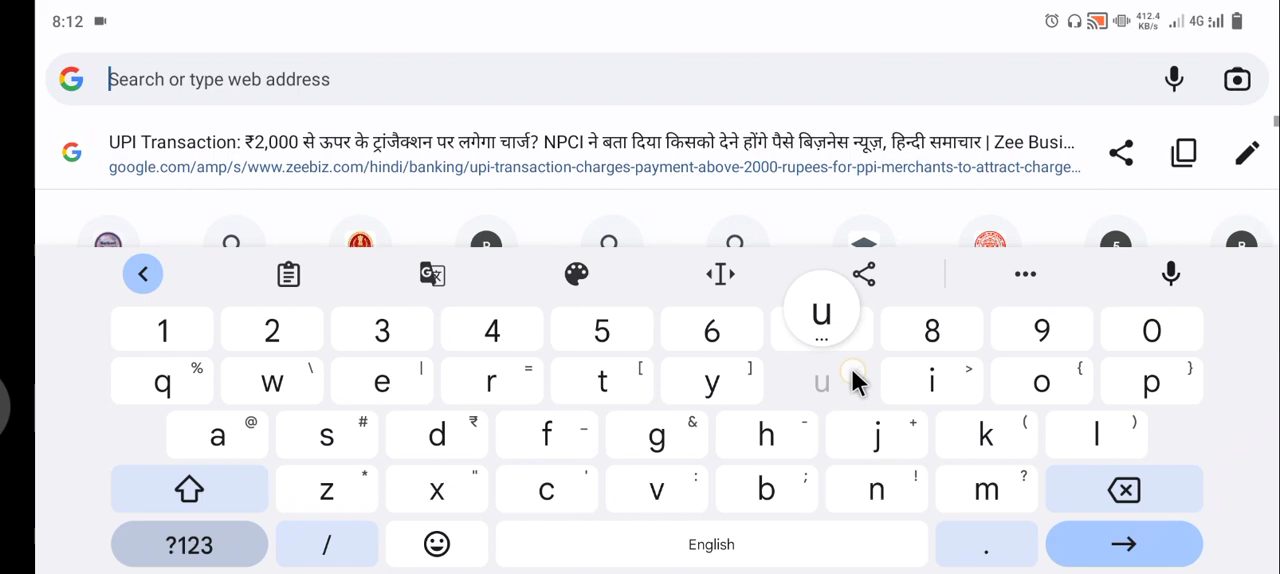 8:12 412.4 KB/s 4G
Search or type web address
UPI Transaction: ₹2,000 से ऊपर के ट्रांजैक्शन पर लगेगा चार्ज? NPCI ने बता दिया किसको देने होंगे पैसे बिज़नेस न्यूज़, हिन्दी समाचार | Zee Busi...
google.com/amp/s/www.zeebiz.com/hindi/banking/upi-transaction-charges-payment-above-2000-rupees-for-ppi-merchants-to-attract-charge...
u
...
1 2 3 4 5 6 8 9 0
q % w \ e | r = t [ y ] u i > o { p }
a @ s # d ₹ f _ g & h - j + k ( l )
z * x " c ' v : b ; n ! m ?
?123 / English .